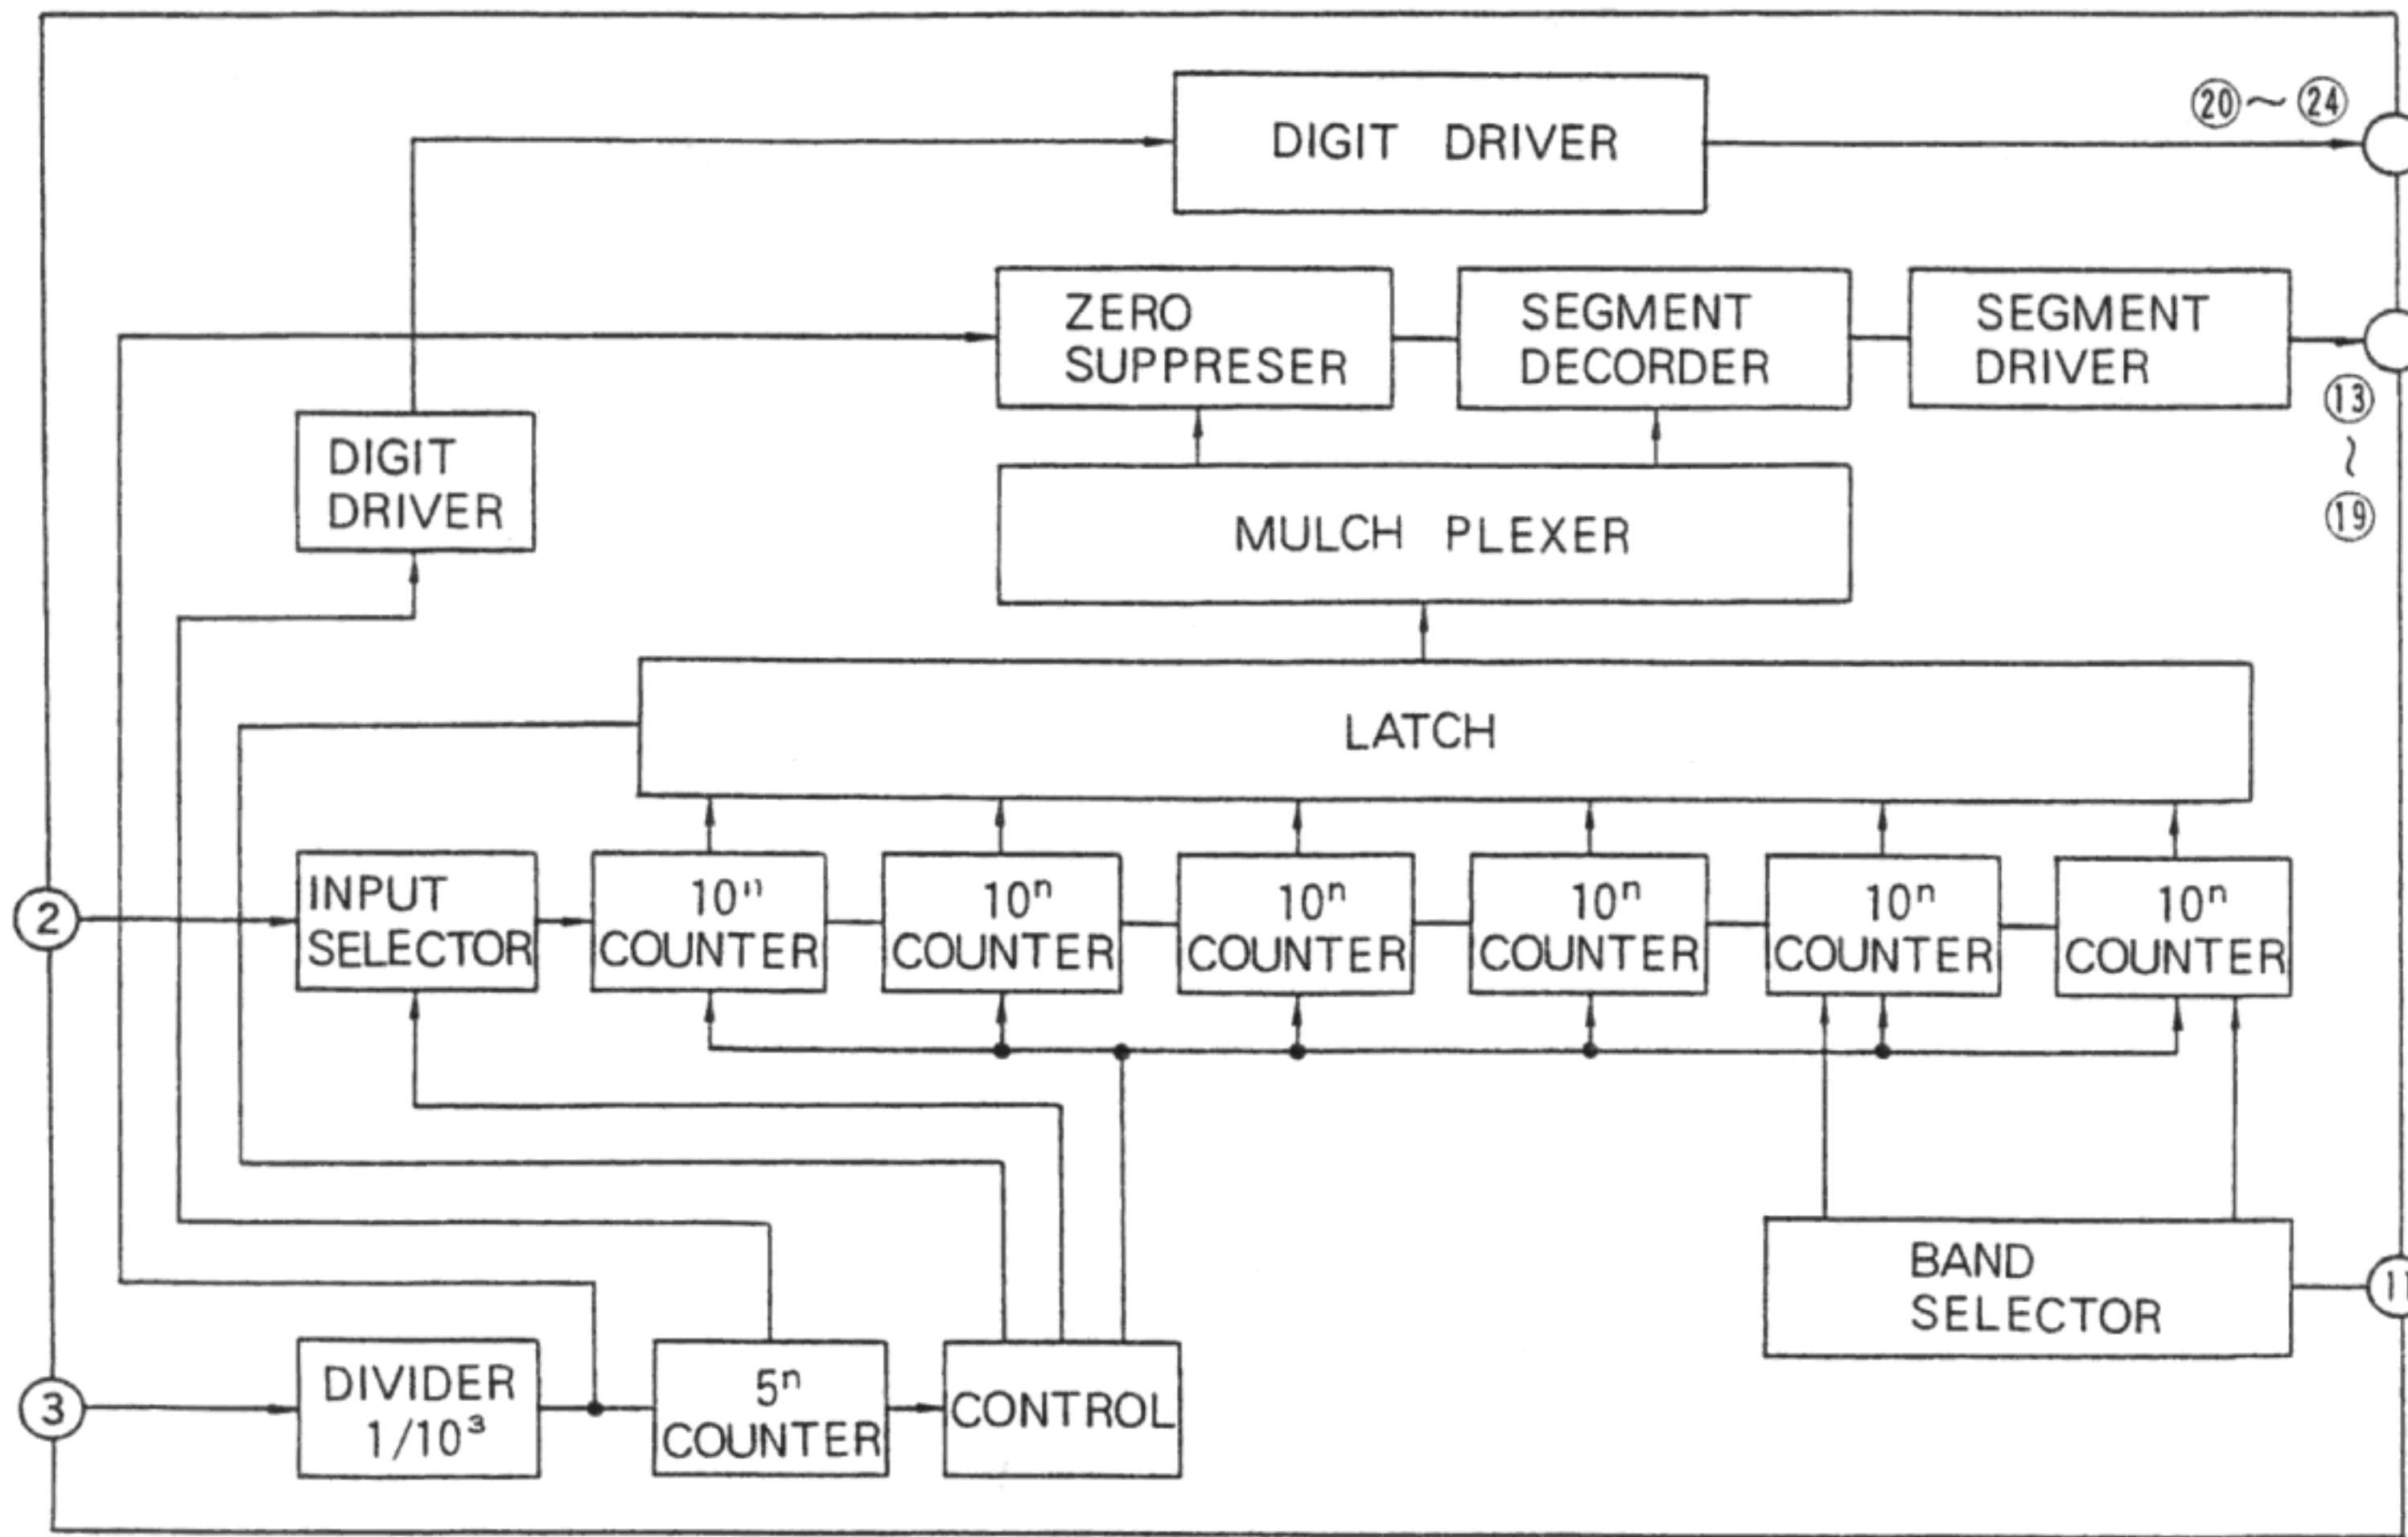 ⑳～㉔
DIGIT DRIVER
ZERO
SUPPRESER
SEGMENT
DECORDER
SEGMENT
DRIVER
⑬
～
⑲
DIGIT
DRIVER
MULCH PLEXER
LATCH
②
INPUT
SELECTOR
10ⁿ
COUNTER
10ⁿ
COUNTER
10ⁿ
COUNTER
10ⁿ
COUNTER
10ⁿ
COUNTER
10ⁿ
COUNTER
BAND
SELECTOR
⑪
③
DIVIDER
1/10³
5ⁿ
COUNTER
CONTROL